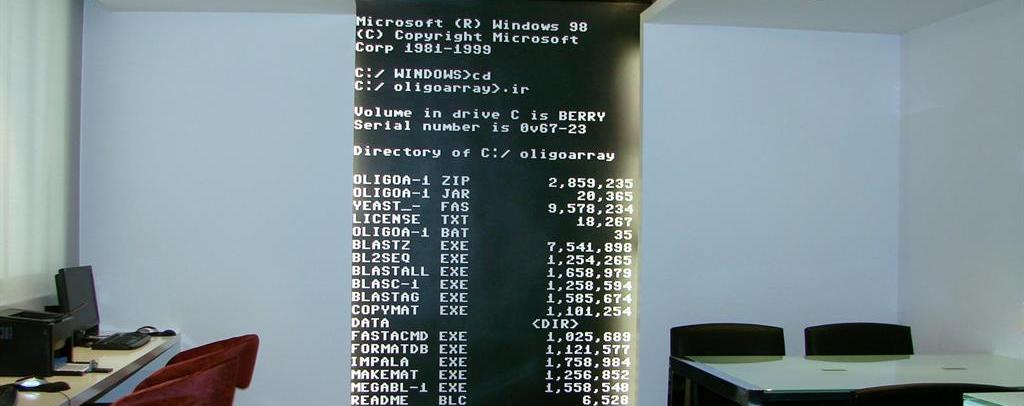 Microsoft (R) Windows 98
(C) Copyright Microsoft
Corp 1981-1999
C:/ WINDOWS>cd
C:/ oligoarray>.ir
Volume in drive C is BERRY
Serial number is 0v67-23
Directory of C:/ oligoarray
OLIGOA-1 ZIP 2,859,235
OLIGOA-1 JAR 20,365
YEAST_- FAS 9,578,234
LICENSE TXT 18,267
OLIGOA-1 BAT 35
BLASTZ EXE 7,541,898
BL2SEQ EXE 1,254,265
BLASTALL EXE 1,658,979
BLASC-1 EXE 1,258,594
BLASTAG EXE 1,585,674
COPYMAT EXE 1,101,254
DATA <DIR>
FASTACMD EXE 1,025,689
FORMATDB EXE 1,121,577
IMPALA EXE 1,758,984
MAKEMAT EXE 1,256,852
MEGABL-1 EXE 1,558,548
README BLC 6,528